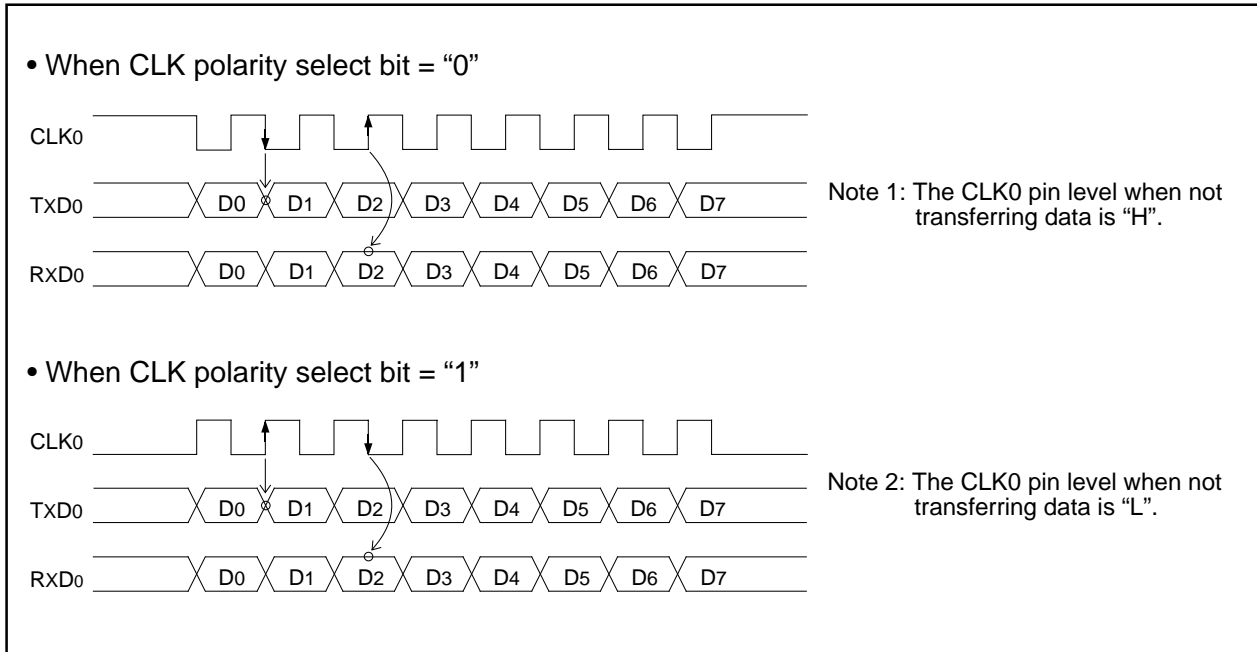 • When CLK polarity select bit = “0”
CLK0
TXD0 D0 D1 D2 D3 D4 D5 D6 D7
RXD0 D0 D1 D2 D3 D4 D5 D6 D7
Note 1: The CLK0 pin level when not
transferring data is “H”.
• When CLK polarity select bit = “1”
CLK0
TXD0 D0 D1 D2 D3 D4 D5 D6 D7
RXD0 D0 D1 D2 D3 D4 D5 D6 D7
Note 2: The CLK0 pin level when not
transferring data is “L”.